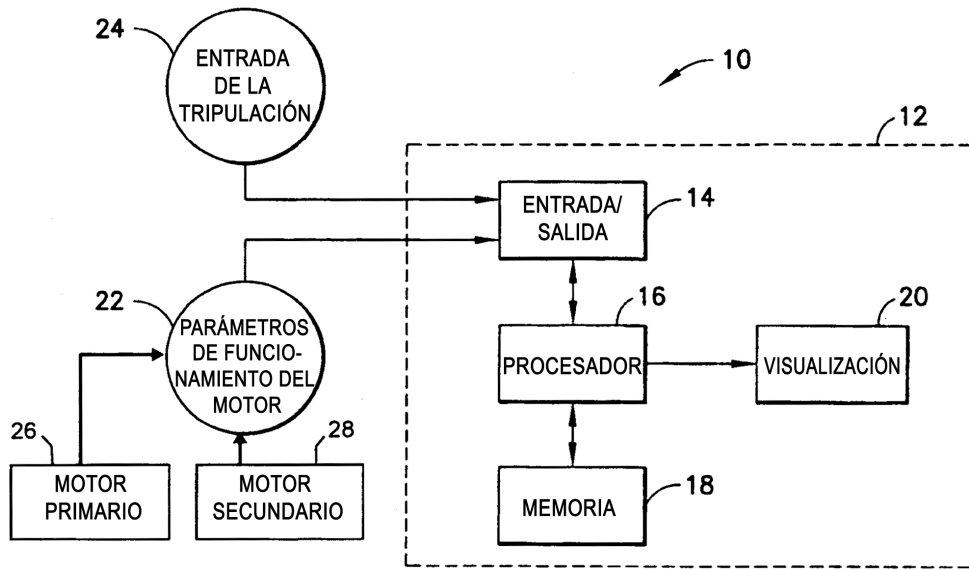 24
ENTRADA
DE LA
TRIPULACIÓN
10
12
ENTRADA/
SALIDA
14
22
PARÁMETROS
DE FUNCIO-
NAMIENTO DEL
MOTOR
16
PROCESADOR
20
VISUALIZACIÓN
26
MOTOR
PRIMARIO
28
MOTOR
SECUNDARIO
MEMORIA
18